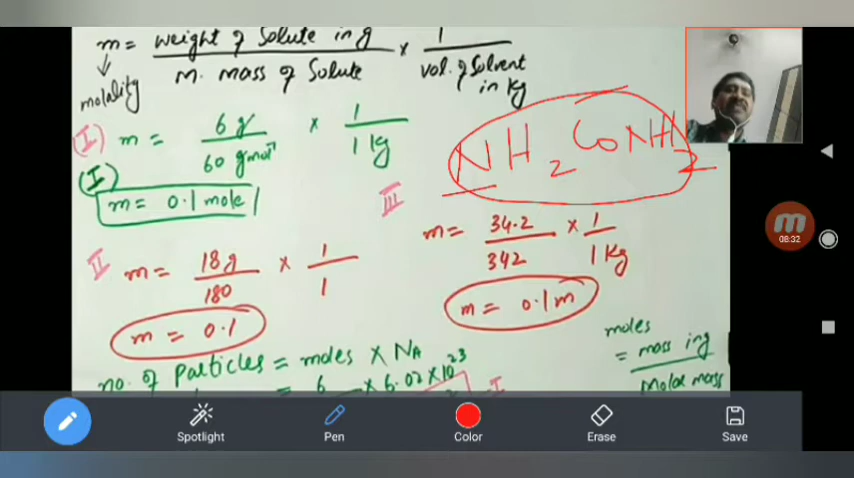 m = weight of Solute in g / M. mass of Solute × 1 / vol. of Solvent in Kg
molality
(I) m = 6 g / 60 gmol⁻¹ × 1 / 1 Kg
NH2CONH2
(I)
m = 0.1 mole
III
m = 34.2 / 342 × 1 / 1 Kg
m = 0.1 m
II m = 18 g / 180 × 1 / 1
m = 0.1
moles = mass in g / Molar mass
no. of Particles = moles × NA
= 6 × 6.02 × 10^23
I
M
08:32
Spotlight
Pen
Color
Erase
Save